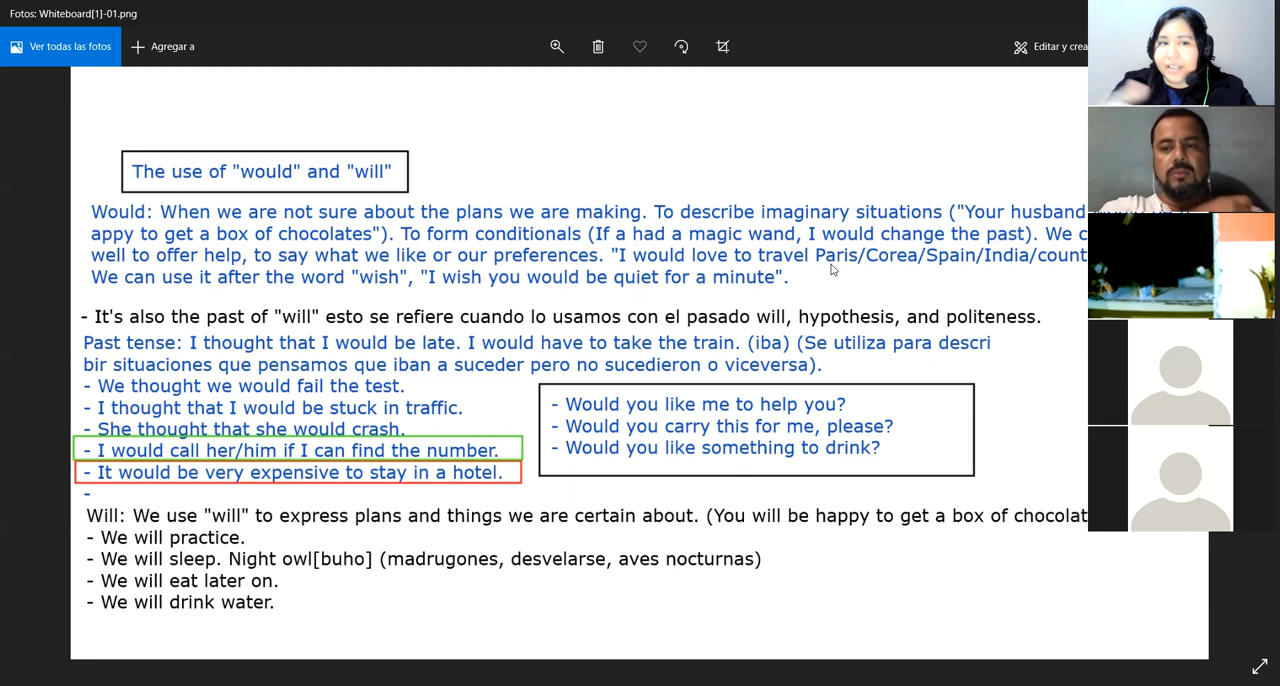 Fotos: Whiteboard[1]-01.png
Ver todas las fotos
Agregar a
Editar y crea
The use of "would" and "will"
Would: When we are not sure about the plans we are making. To describe imaginary situations ("Your husband
appy to get a box of chocolates"). To form conditionals (If a had a magic wand, I would change the past). We c
well to offer help, to say what we like or our preferences. "I would love to travel Paris/Corea/Spain/India/count
We can use it after the word "wish", "I wish you would be quiet for a minute".
- It's also the past of "will" esto se refiere cuando lo usamos con el pasado will, hypothesis, and politeness.
Past tense: I thought that I would be late. I would have to take the train. (iba) (Se utiliza para descri
bir situaciones que pensamos que iban a suceder pero no sucedieron o viceversa).
- We thought we would fail the test.
- I thought that I would be stuck in traffic.
- She thought that she would crash.
- I would call her/him if I can find the number.
- It would be very expensive to stay in a hotel.
-
- Would you like me to help you?
- Would you carry this for me, please?
- Would you like something to drink?
Will: We use "will" to express plans and things we are certain about. (You will be happy to get a box of chocolat
- We will practice.
- We will sleep. Night owl[buho] (madrugones, desvelarse, aves nocturnas)
- We will eat later on.
- We will drink water.